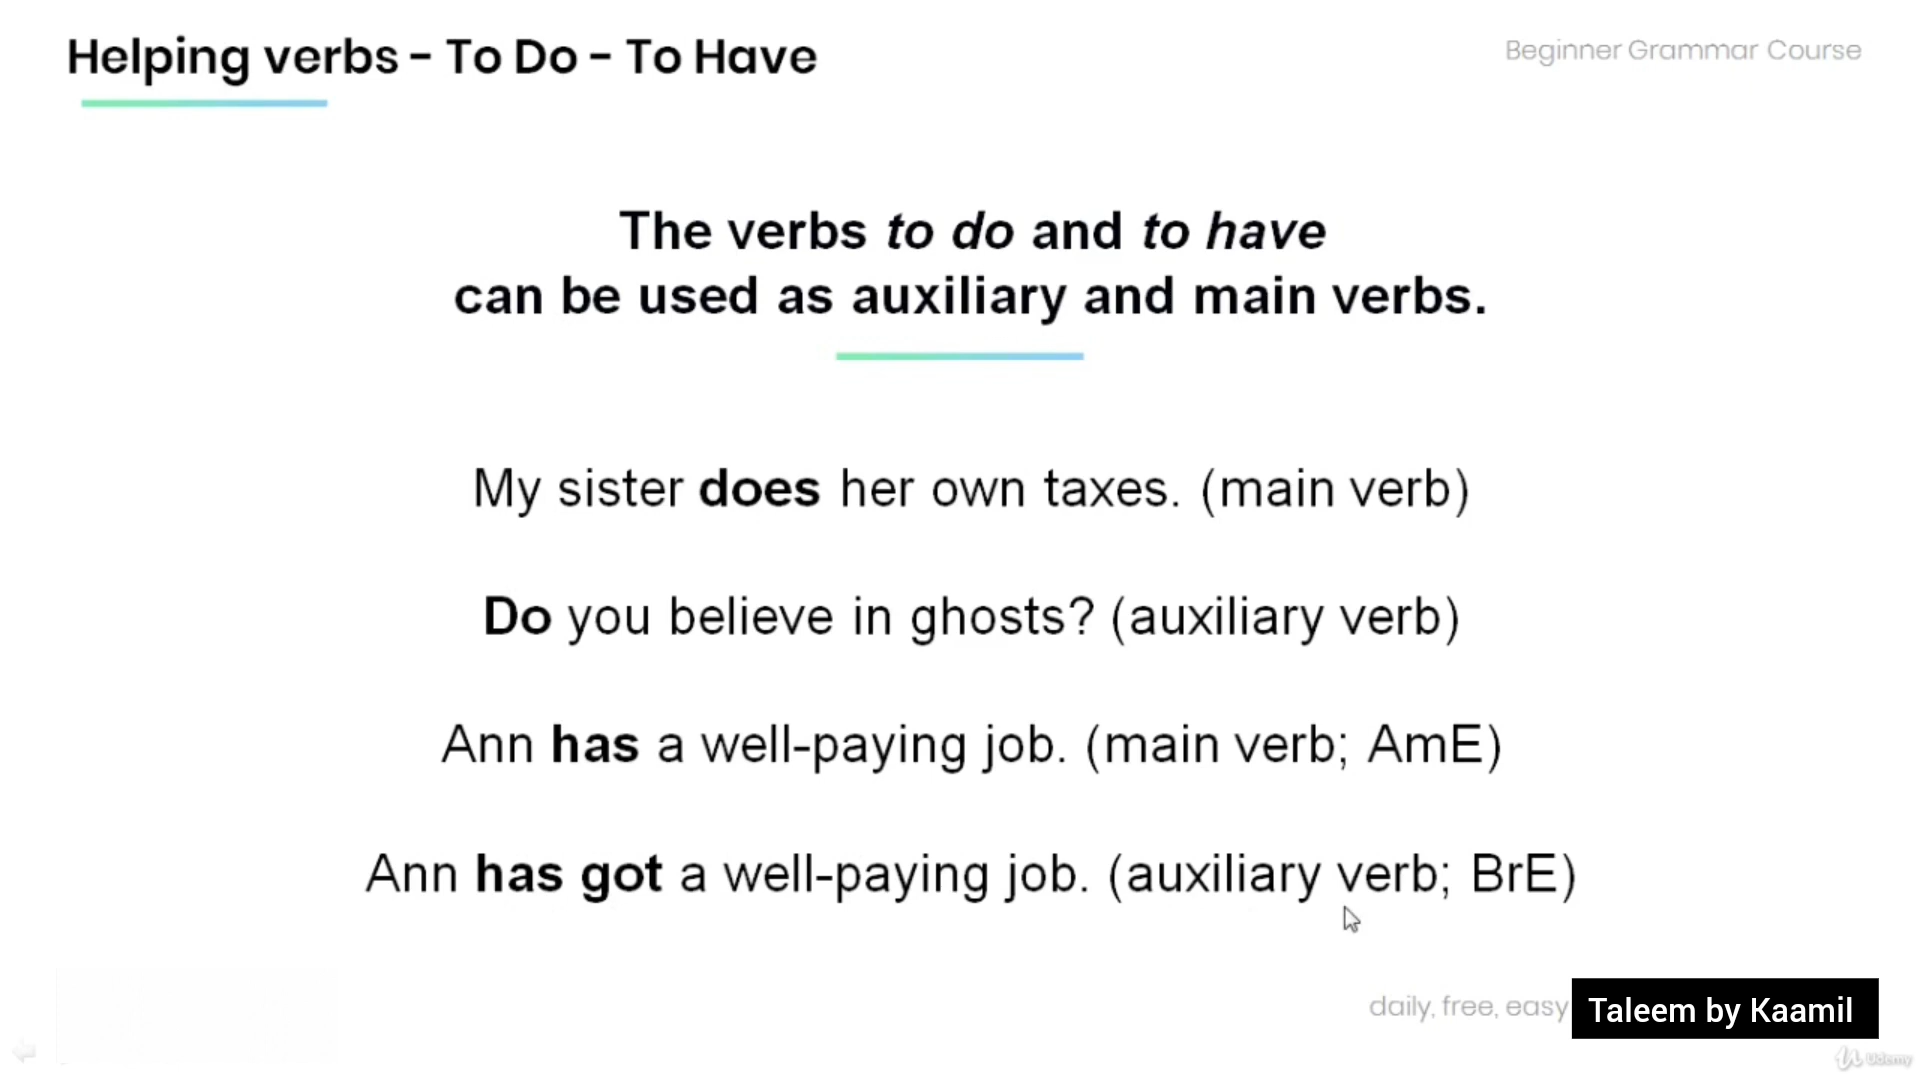 Helping verbs - To Do - To Have
Beginner Grammar Course
The verbs to do and to have
can be used as auxiliary and main verbs.
My sister does her own taxes. (main verb)
Do you believe in ghosts? (auxiliary verb)
Ann has a well-paying job. (main verb; AmE)
Ann has got a well-paying job. (auxiliary verb; BrE)
daily, free, easy
Taleem by Kaamil
Udemy